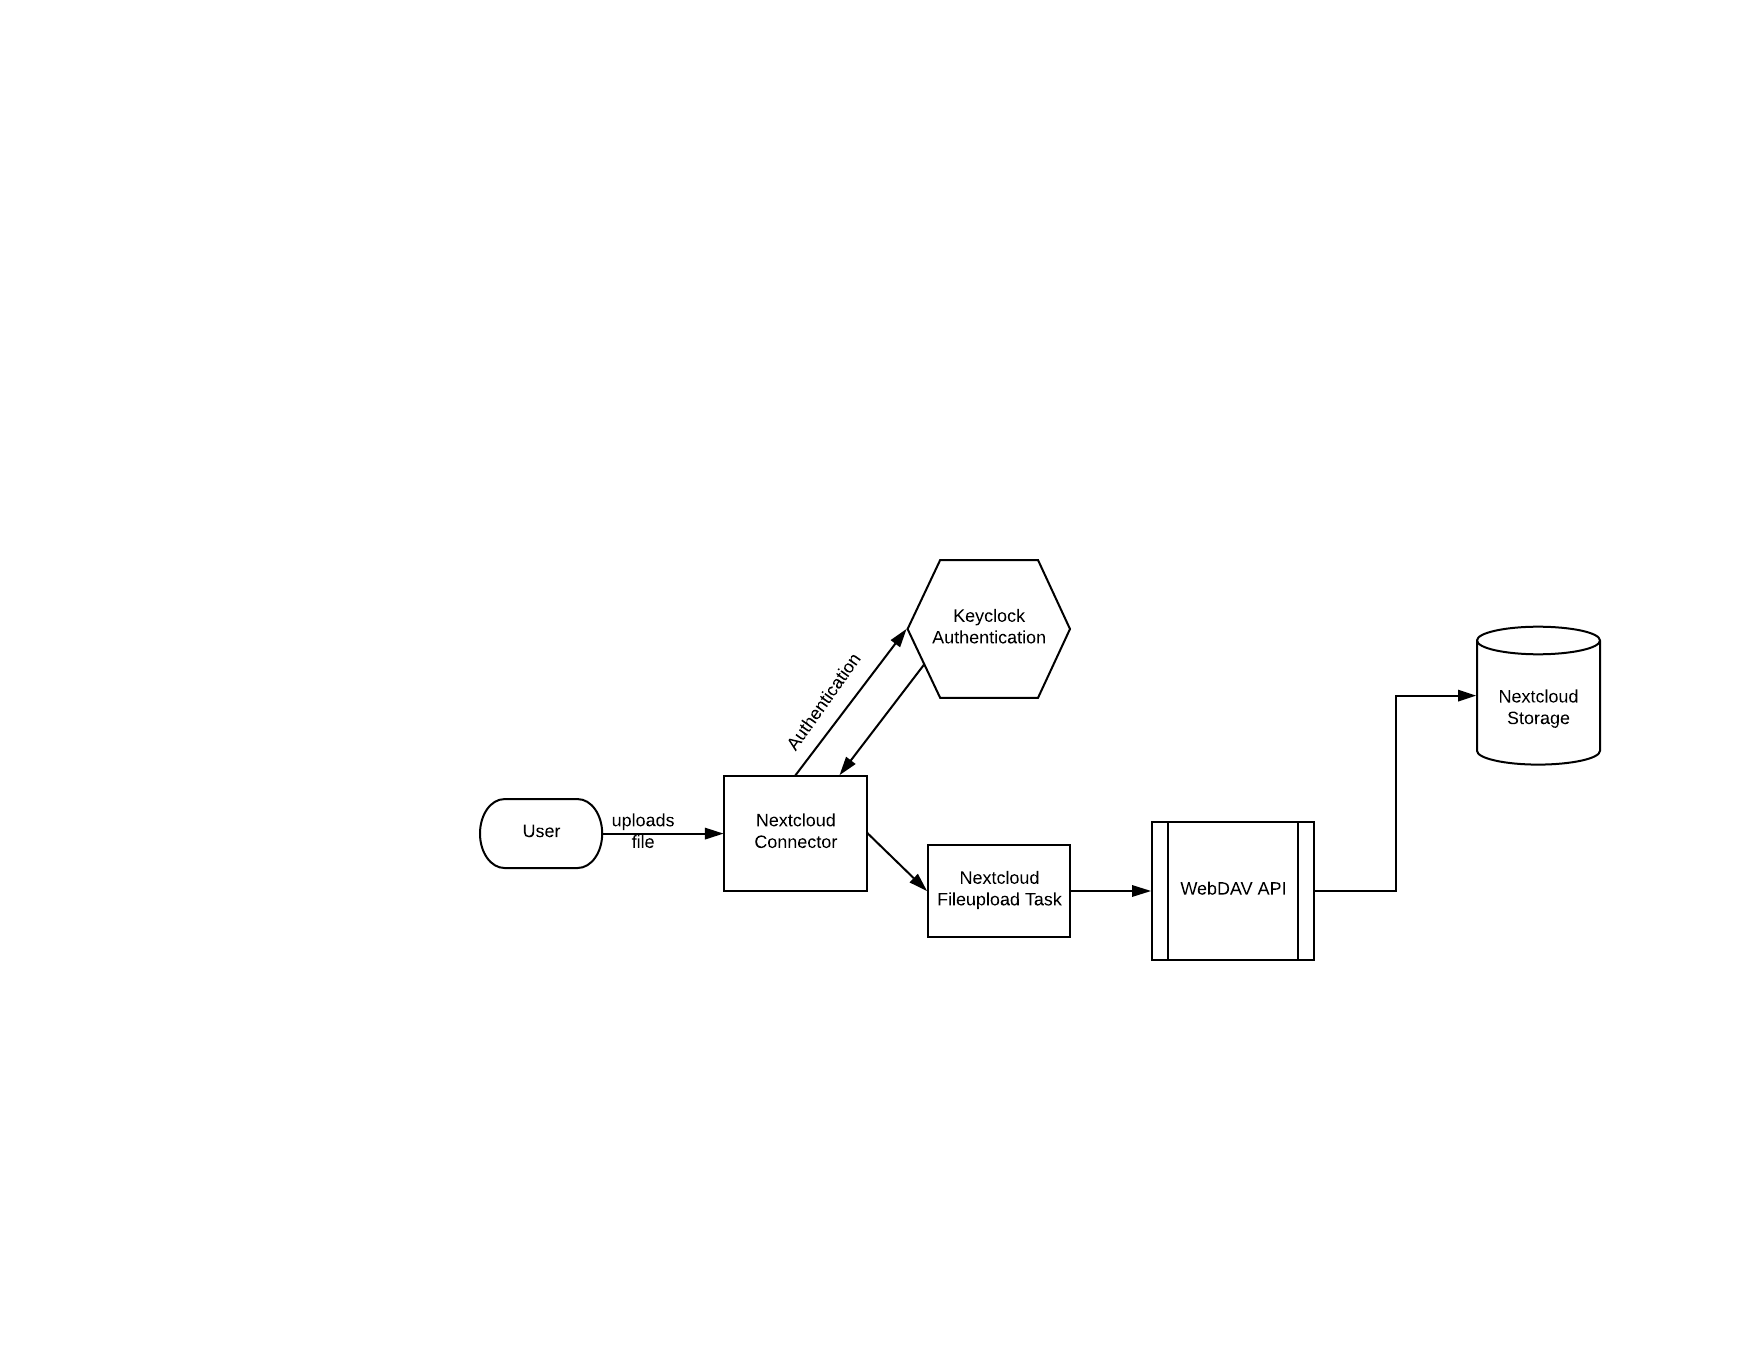 Keyclock
Authentication
Authentication
Nextcloud
Storage
User
uploads
file
Nextcloud
Connector
Nextcloud
Fileupload Task
WebDAV API